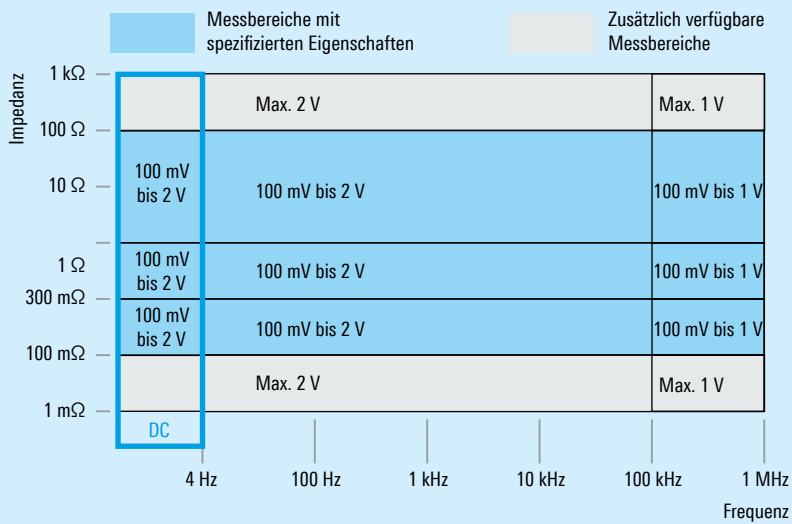 Messbereiche mit
spezifizierten Eigenschaften
Zusätzlich verfügbare
Messbereiche
Impedanz
1 kΩ
Max. 2 V
Max. 1 V
100 Ω
10 Ω
100 mV
bis 2 V
100 mV bis 2 V
100 mV bis 1 V
1 Ω
100 mV
bis 2 V
100 mV bis 2 V
100 mV bis 1 V
300 mΩ
100 mV
bis 2 V
100 mV bis 2 V
100 mV bis 1 V
100 mΩ
Max. 2 V
Max. 1 V
1 mΩ
DC
4 Hz
100 Hz
1 kHz
10 kHz
100 kHz
1 MHz
Frequenz